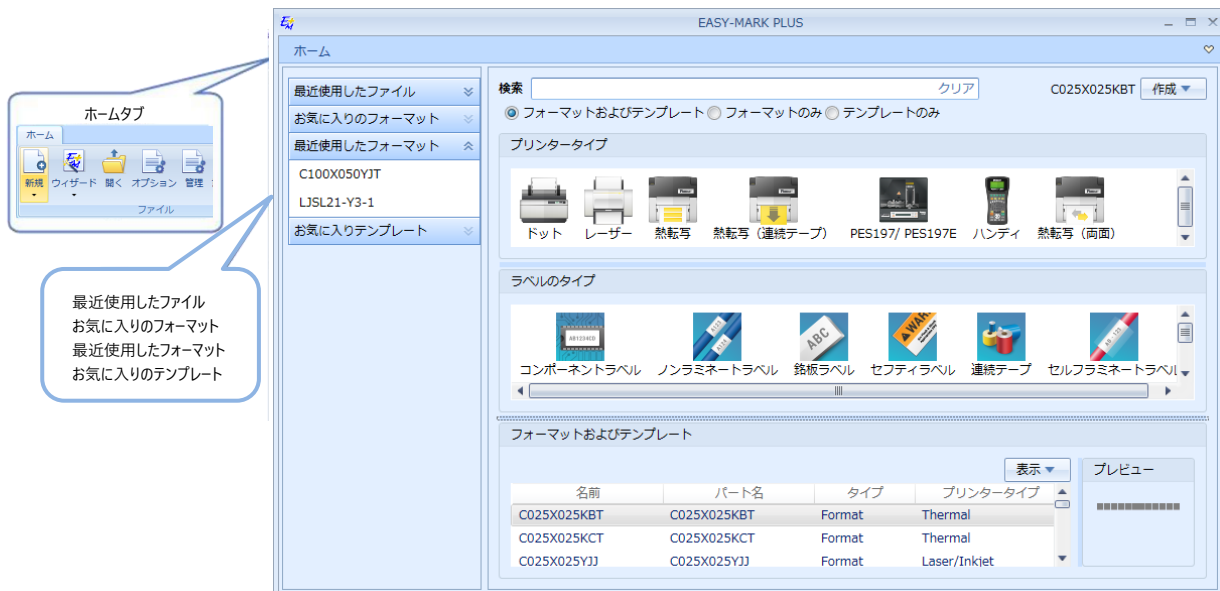 EASY-MARK PLUS
ホーム
ホームタブ
ホーム
新規 ウィザード 開く オプション 管理
ファイル
最近使用したファイル
お気に入りのフォーマット
最近使用したフォーマット
お気に入りのテンプレート
最近使用したファイル
お気に入りのフォーマット
最近使用したフォーマット
C100X050YJT
LJSL21-Y3-1
お気に入りテンプレート
検索 クリア C025X025KBT 作成
フォーマットおよびテンプレート フォーマットのみ テンプレートのみ
プリンタータイプ
ドット レーザー 熱転写 熱転写（連続テープ） PES197/ PES197E ハンディ 熱転写（両面）
ラベルのタイプ
AB1234CD A123 A124 ABC AWAR
コンポーネントラベル ノンラミネートラベル 銘板ラベル セフティラベル 連続テープ セルフラミネートラベル
フォーマットおよびテンプレート
表示 プレビュー
名前 パート名 タイプ プリンタータイプ
C025X025KBT C025X025KBT Format Thermal
C025X025KCT C025X025KCT Format Thermal
C025X025YJJ C025X025YJJ Format Laser/Inkjet